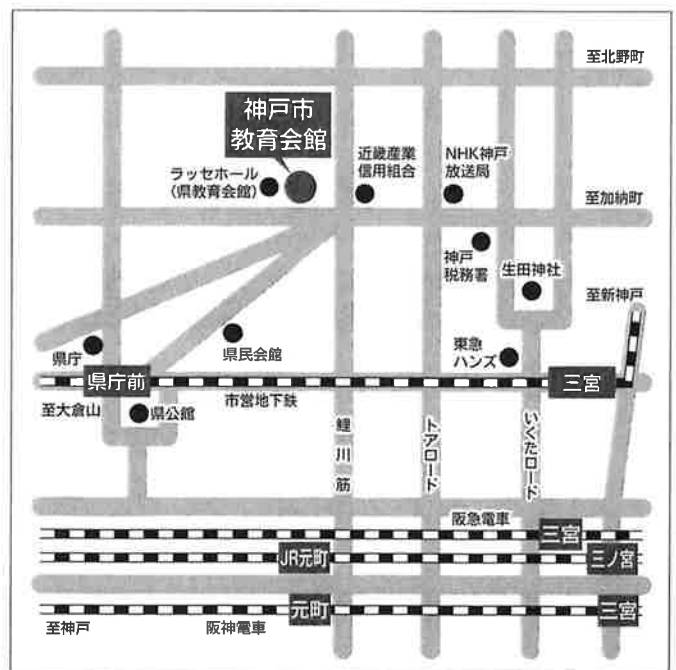 至北野町
神戸市
教育会館
近畿産業
信用組合
NHK神戸
放送局
ラッセホール
(県教育会館)
至加納町
神戸
税務署
生田神社
至新神戸
県庁
県民会館
東急
ハンズ
県庁前
三宮
至大倉山
県公館
市営地下鉄
鯉川筋
トアロード
いくたロード
阪急電車
三宮
JR元町
三ノ宮
元町
三宮
至神戸
阪神電車